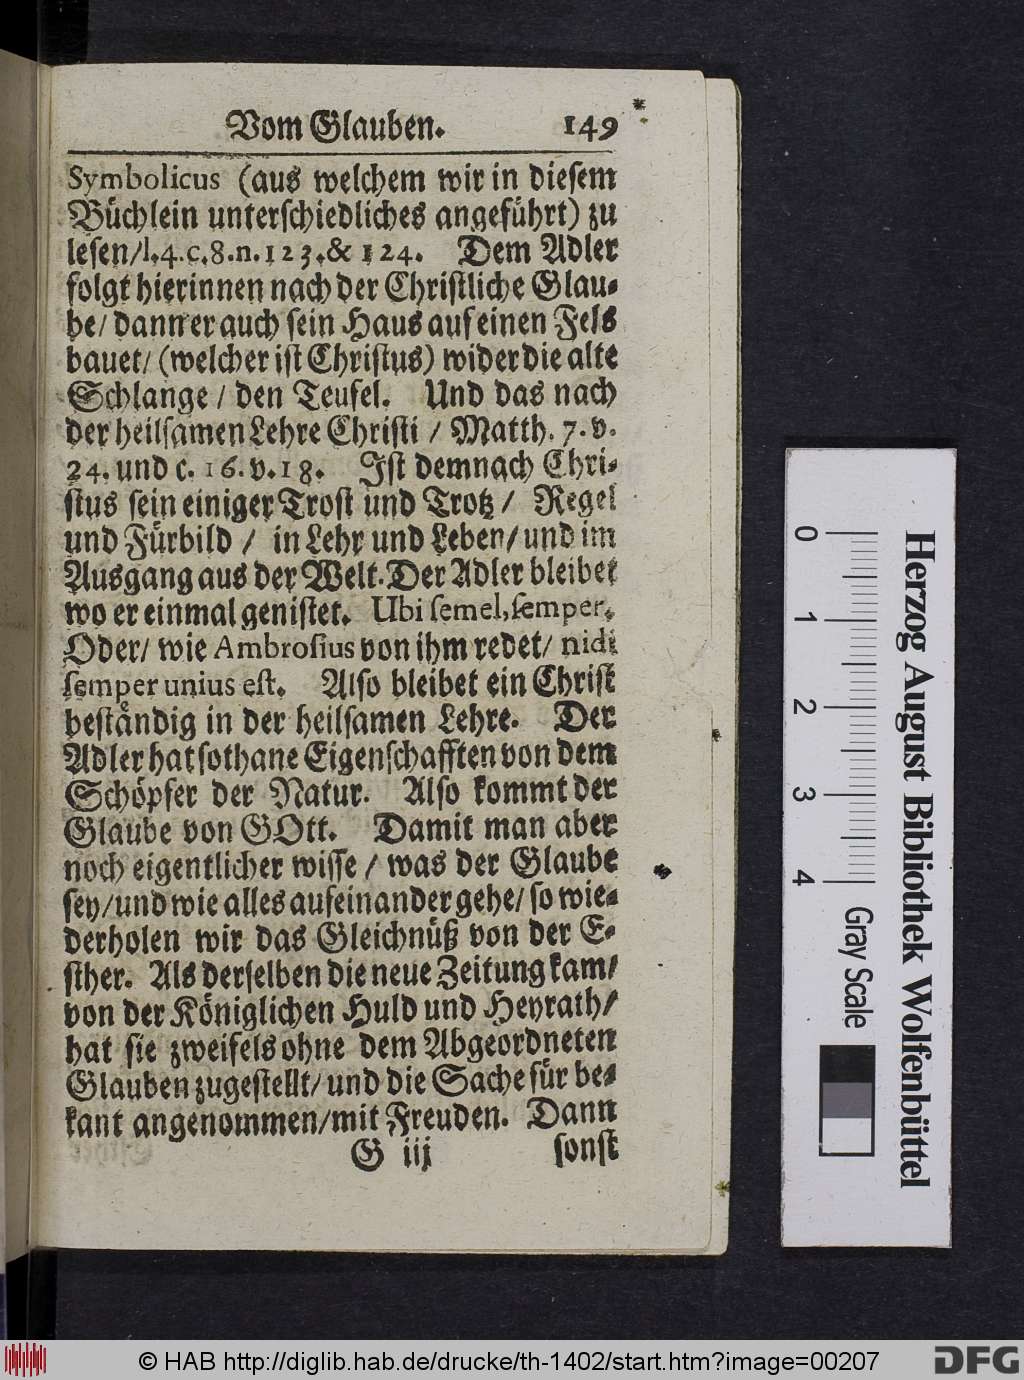 Vom Glauben. 149
Symbolicus (aus welchem wir in diesem
Büchlein unterschiedliches angeführt) zu
lesen/l.4.c.8.n.123.& 124. Dem Adler
folgt hierinnen nach der Christliche Glau-
be/ dann er auch sein Haus auf einen Fels
bauet/ (welcher ist Christus) wider die alte
Schlange / den Teufel. Und das nach
der heilsamen Lehre Christi / Matth. 7. v.
24. und c. 16. v. 18. Ist demnach Chri-
stus sein einiger Trost und Trotz / Regel
und Fürbild / in Lehr und Leben/ und im
Ausgang aus der Welt. Der Adler bleibet
wo er einmal genistet. Ubi semel, semper.
Oder/ wie Ambrosius von ihm redet/ nidi
semper unius est. Also bleibet ein Christ
beständig in der heilsamen Lehre. Der
Adler hat sothane Eigenschafften von dem
Schöpfer der Natur. Also kommt der
Glaube von GOtt. Damit man aber
noch eigentlicher wisse / was der Glaube
sey/ und wie alles aufeinander gehe/ so wie-
derholen wir das Gleichnüß von der E-
sther. Als derselben die neue Zeitung kam/
von der Königlichen Huld und Heyrath/
hat sie zweifelsohne dem Abgeordneten
Glauben zugestellt/ und die Sache für be-
kant angenommen/ mit Freuden. Dann
G iij sonst
0 1 2 3 4 Gray Scale
Herzog August Bibliothek Wolfenbüttel
© HAB http://diglib.hab.de/drucke/th-1402/start.htm?image=00207
DFG